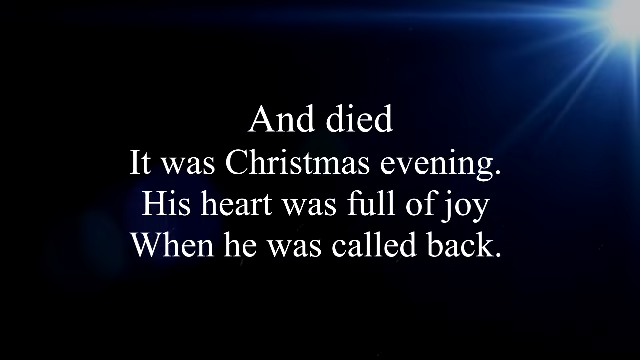 And died
It was Christmas evening.
His heart was full of joy
When he was called back.